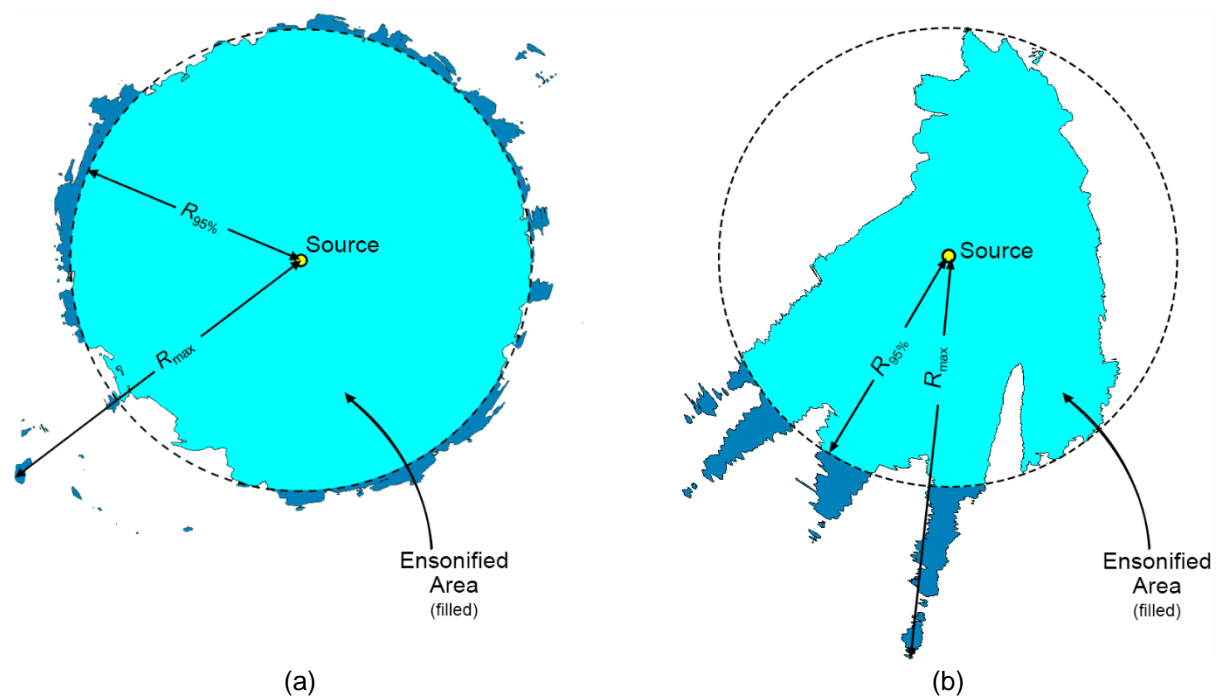 R95%
Source
Rmax
Ensonified
Area
(filled)
(a)
Source
R95%
Rmax
Ensonified
Area
(filled)
(b)